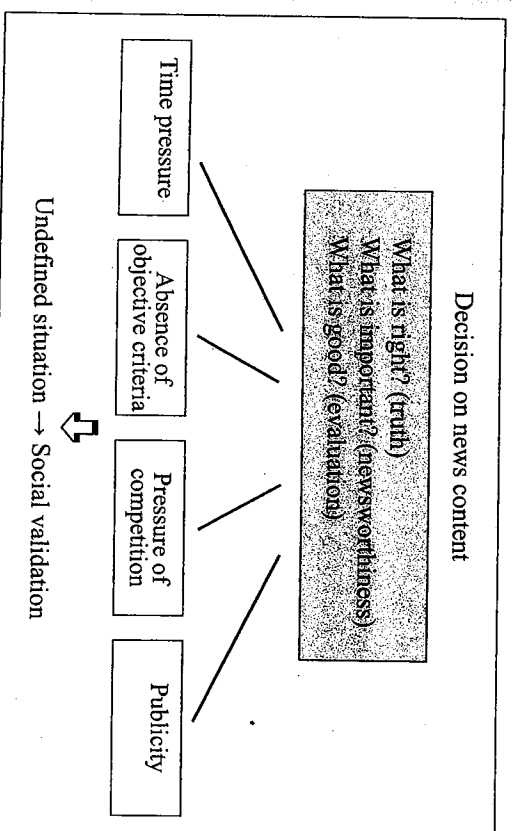 Decision on news content
What is right? (truth)
What is important? (newsworthiness)
What is good? (evaluation)
Time pressure
Absence of
objective criteria
Pressure of
competition
Publicity
Undefined situation → Social validation